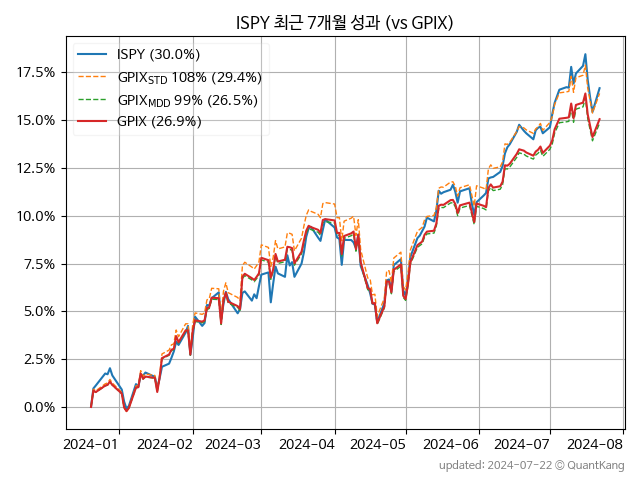 ISPY 최근 7개월 성과 (vs GPIX)
ISPY (30.0%)
GPIX_STD 108% (29.4%)
GPIX_MDD 99% (26.5%)
GPIX (26.9%)
17.5%
15.0%
12.5%
10.0%
7.5%
5.0%
2.5%
0.0%
2024-01 2024-02 2024-03 2024-04 2024-05 2024-06 2024-07 2024-08
updated: 2024-07-22 © QuantKang